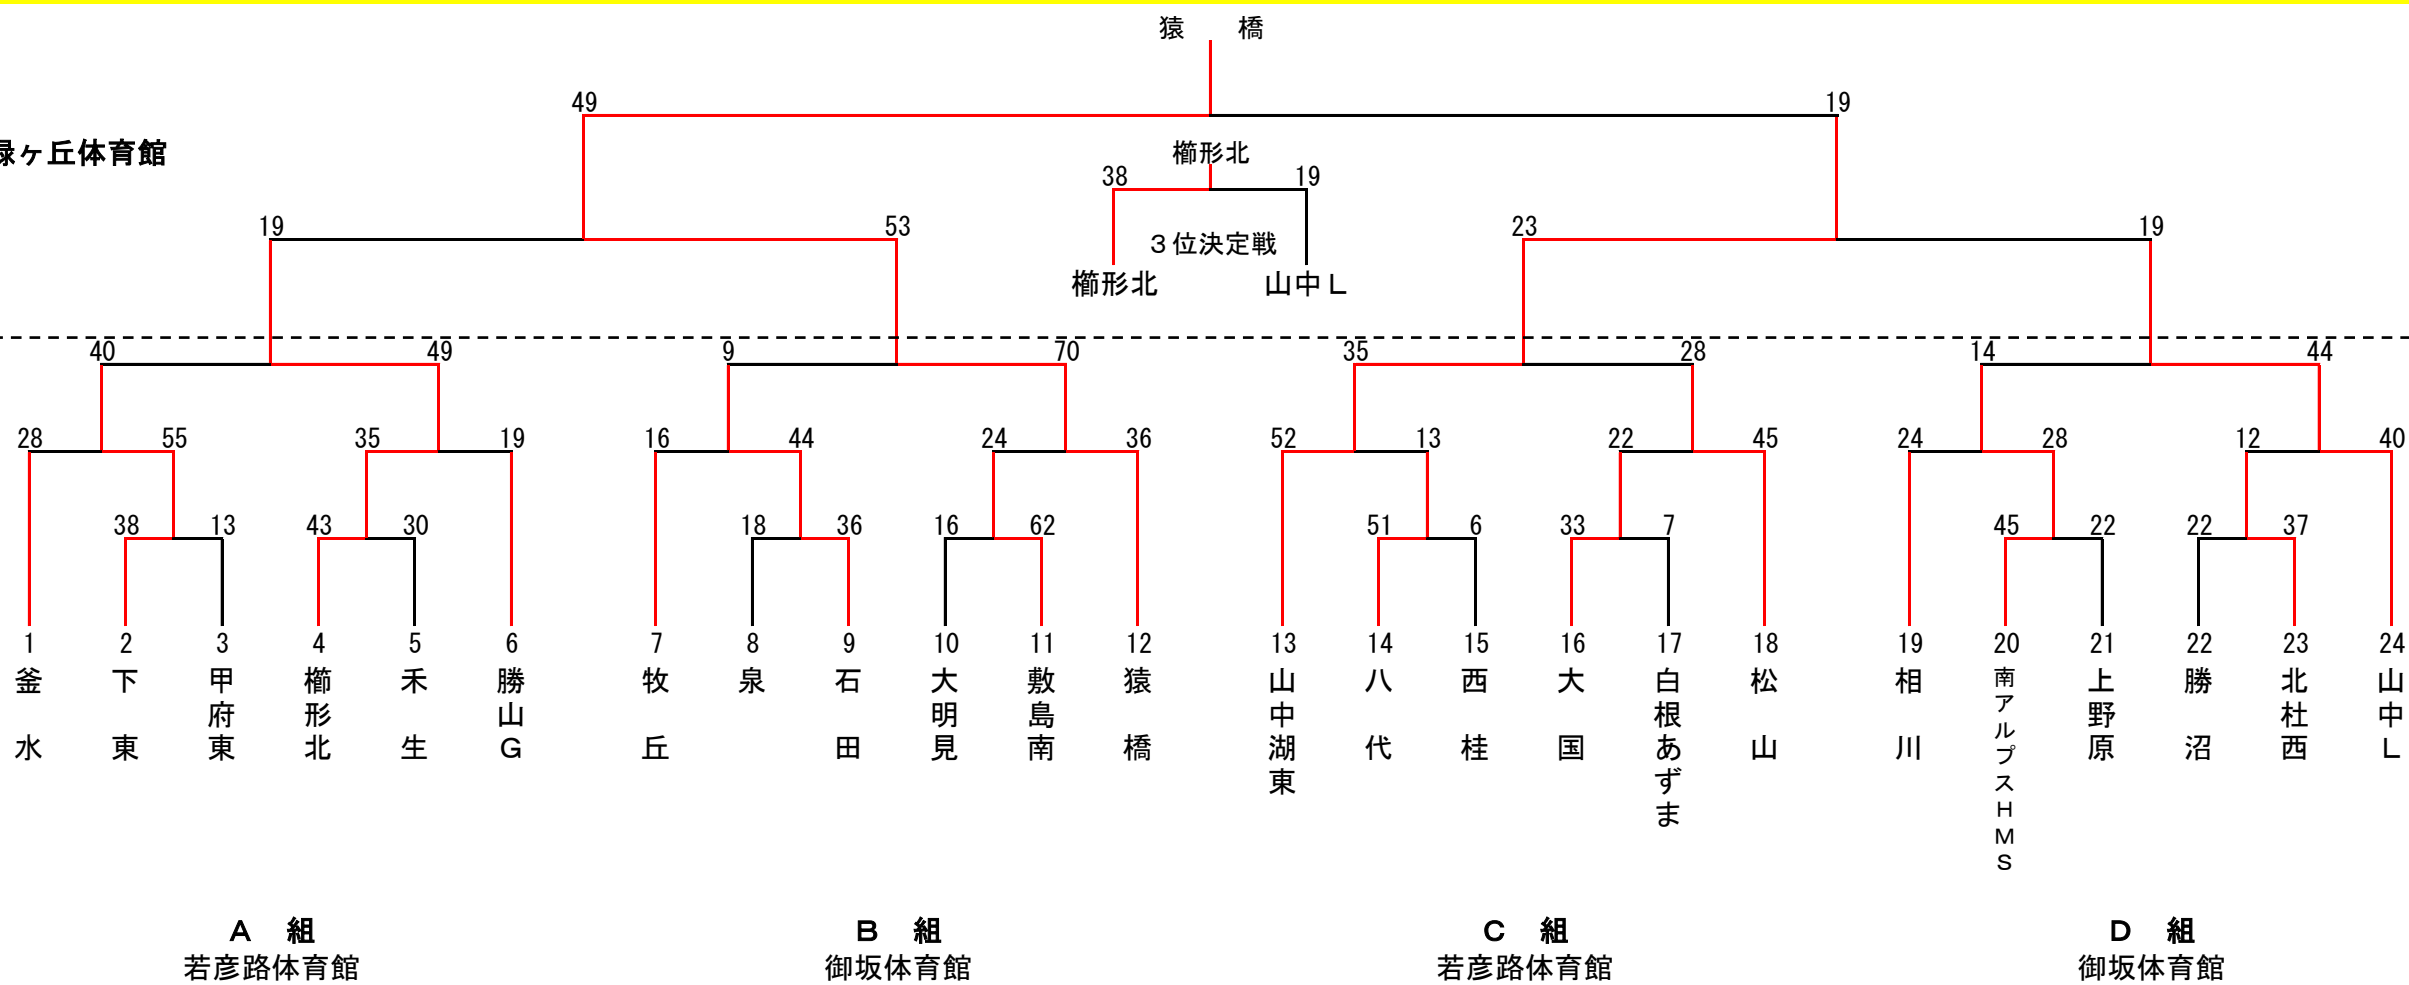 猿　橋
49 19
緑ヶ丘体育館
櫛形北
38 19
19 53 23 19
３位決定戦
櫛形北 山中Ｌ
40 49 9 70 35 28 14 44
28 55 35 19 16 44 24 36 52 13 22 45 24 28 12 40
38 13 43 30 18 36 16 62 51 6 33 7 45 22 22 37
1 2 3 4 5 6 7 8 9 10 11 12 13 14 15 16 17 18 19 20 21 22 23 24
釜水
下東
甲府東
櫛形北
禾生
勝山Ｇ
牧丘
泉
石田
大明見
敷島南
猿橋
山中湖東
八代
西桂
大国
白根あずま
松山
相川
南アルプスＨＭＳ
上野原
勝沼
北杜西
山中Ｌ
Ａ　組 Ｂ　組 Ｃ　組 Ｄ　組
若彦路体育館 御坂体育館 若彦路体育館 御坂体育館